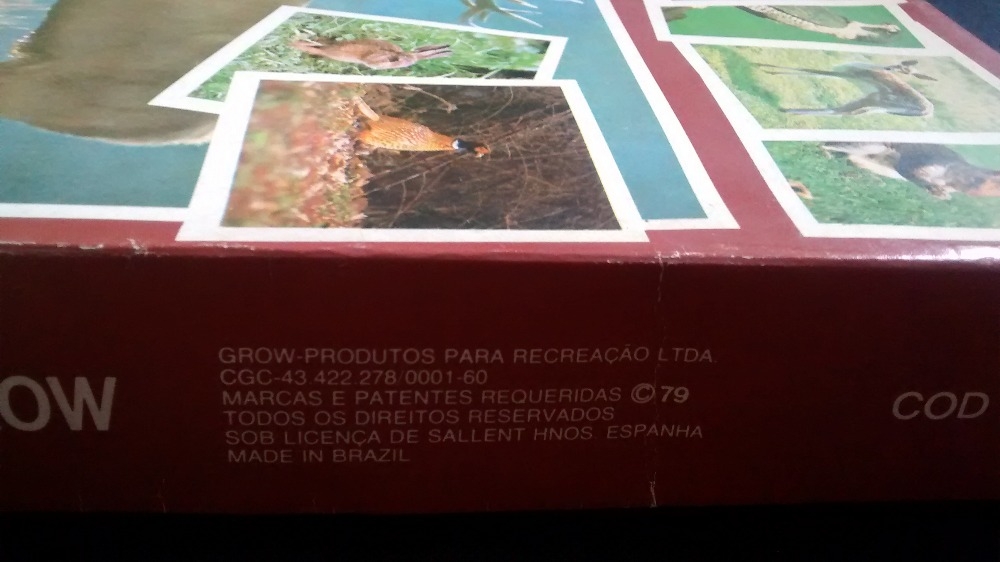 OW
GROW-PRODUTOS PARA RECREAÇÃO LTDA.
CGC-43.422.278/0001-60
MARCAS E PATENTES REQUERIDAS © 79
TODOS OS DIREITOS RESERVADOS
SOB LICENÇA DE SALLENT HNOS ESPANHA
MADE IN BRAZIL
COD